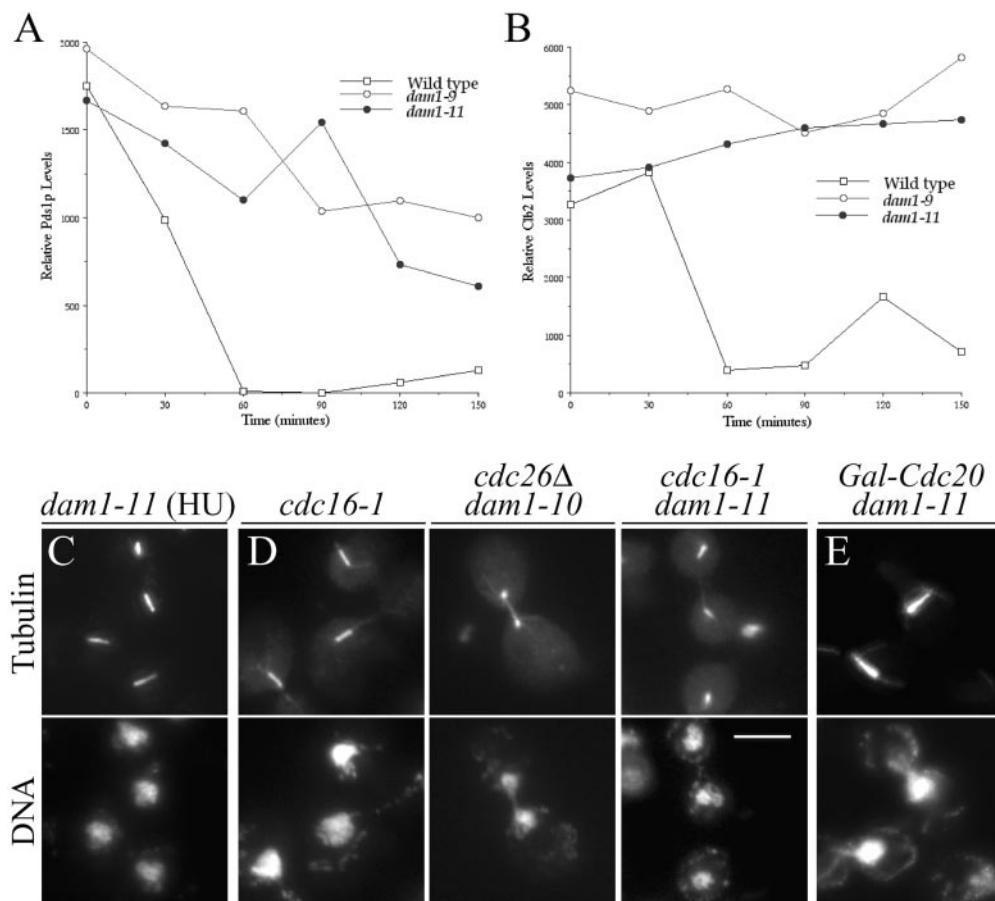 A
Relative Pds1p Levels
2000
1500
1000
500
0
0 30 60 90 120 150
Time (minutes)
Wild type
dam1-9
dam1-11
B
Relative Clb2 Levels
6000
5000
4000
3000
2000
1000
0
0 30 60 90 120 150
Time (minutes)
Wild type
dam1-9
dam1-11
dam1-11 (HU)
cdc16-1
cdc26Δ
dam1-10
cdc16-1
dam1-11
Gal-Cdc20
dam1-11
C
D
E
Tubulin
DNA